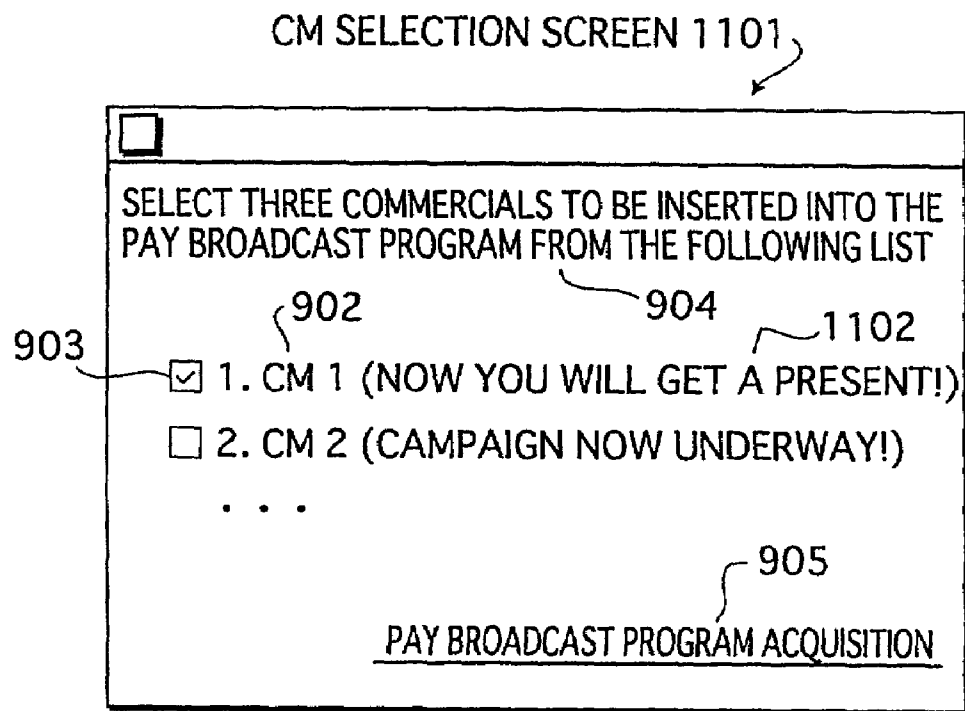 CM SELECTION SCREEN 1101
SELECT THREE COMMERCIALS TO BE INSERTED INTO THE
PAY BROADCAST PROGRAM FROM THE FOLLOWING LIST
902
904
903
1102
1. CM 1 (NOW YOU WILL GET A PRESENT!)
2. CM 2 (CAMPAIGN NOW UNDERWAY!)
. . .
905
PAY BROADCAST PROGRAM ACQUISITION